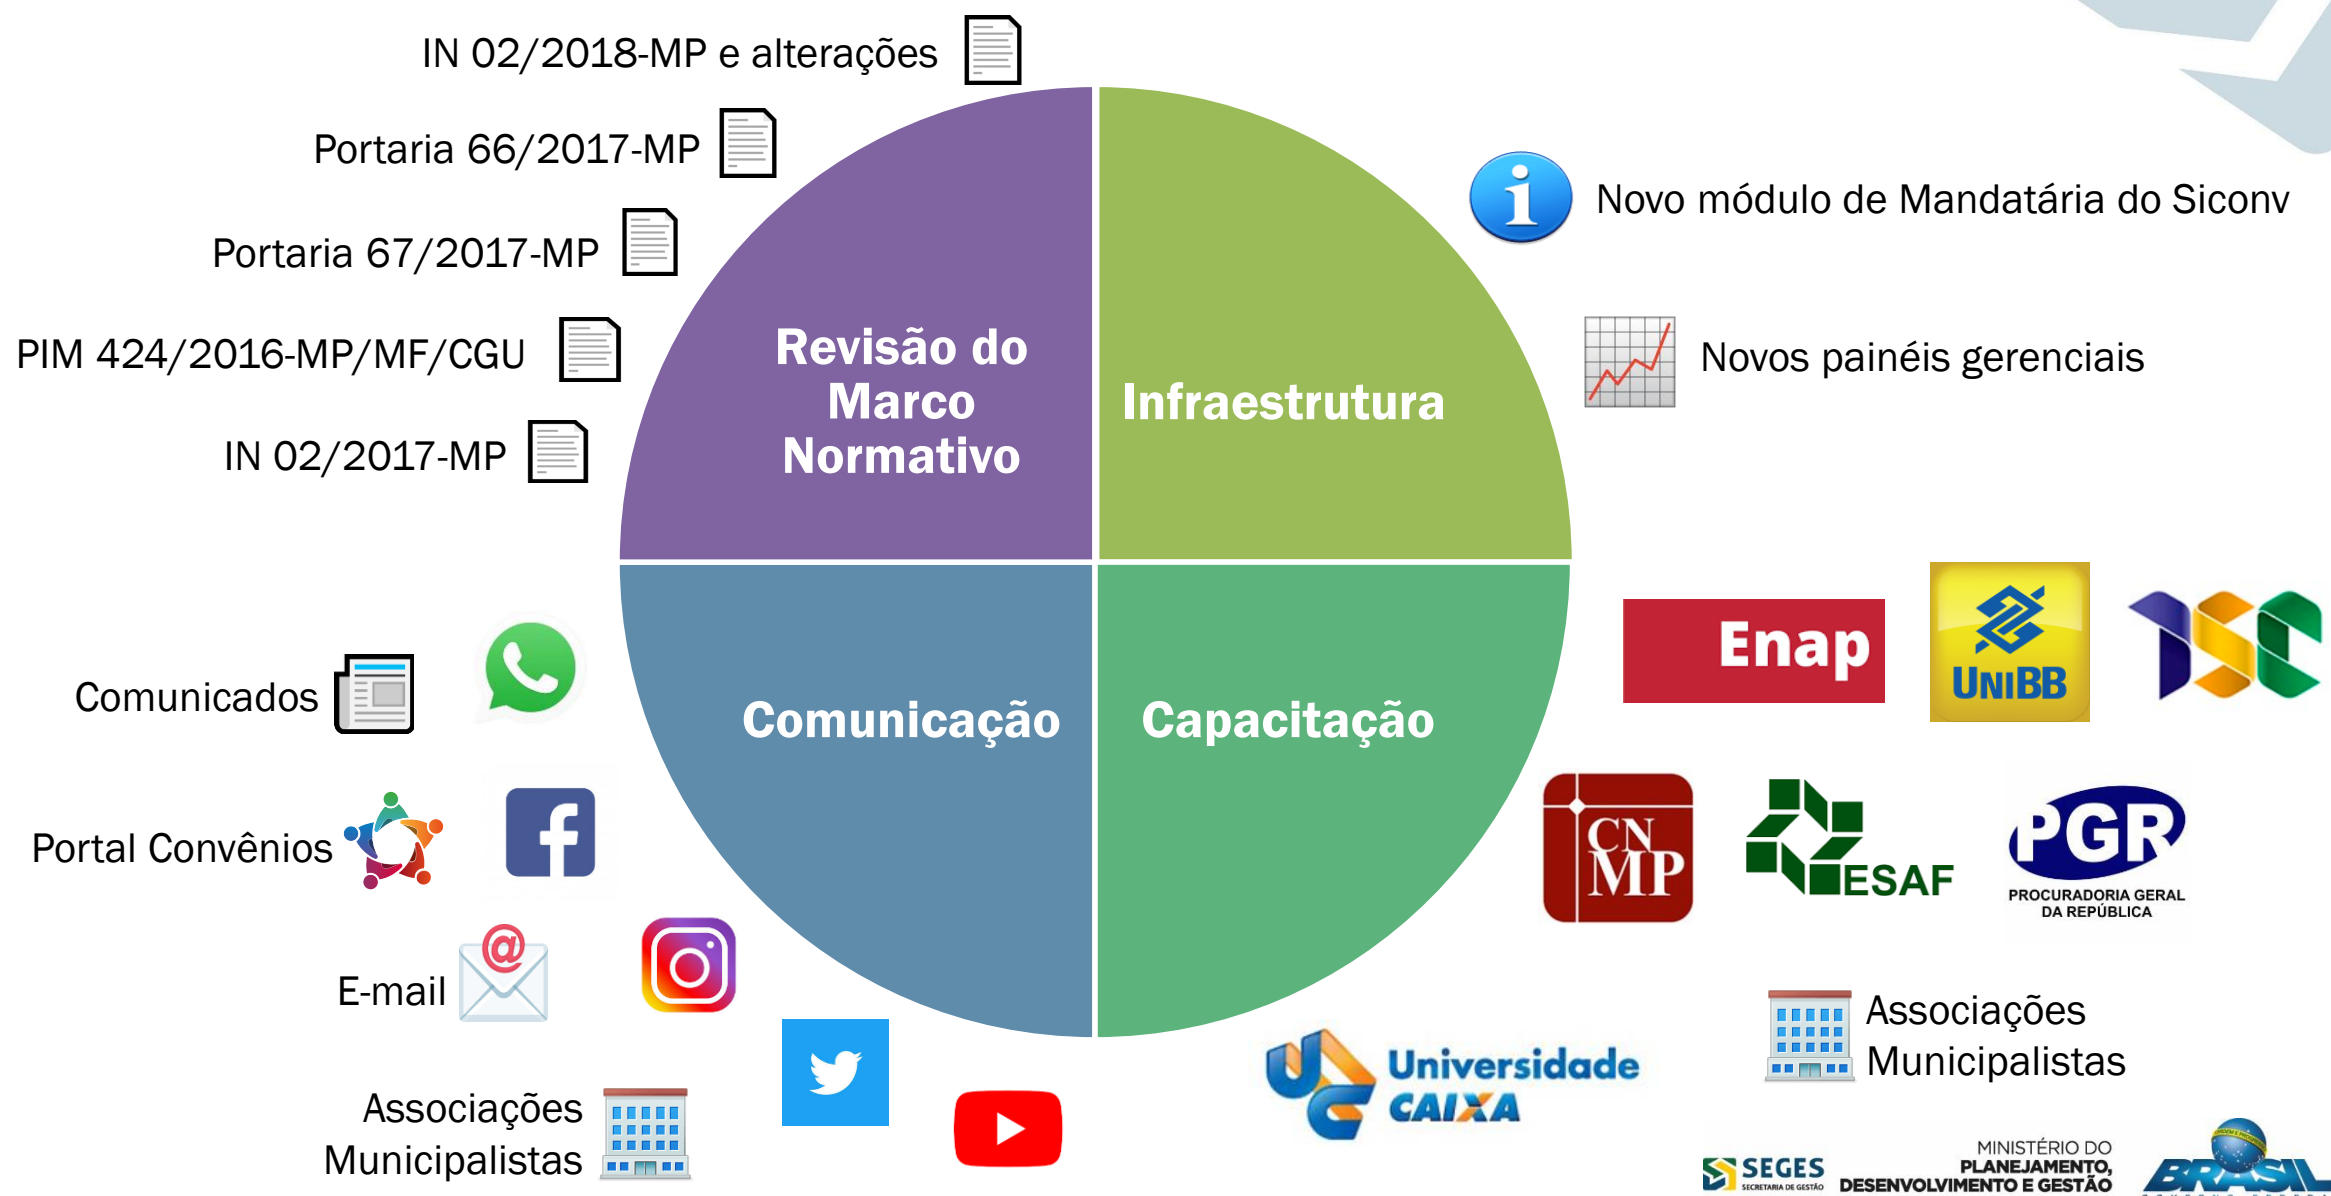 IN 02/2018-MP e alterações
Portaria 66/2017-MP
Portaria 67/2017-MP
PIM 424/2016-MP/MF/CGU
IN 02/2017-MP
Revisão do
Marco
Normativo
Infraestrutura
Novo módulo de Mandatária do Siconv
Novos painéis gerenciais
Comunicação
Comunicados
Portal Convênios
E-mail
@
Associações
Municipalistas
Capacitação
Enap
UNIBB
CN
MP
ESAF
PGR
PROCURADORIA GERAL
DA REPÚBLICA
Universidade
CAIXA
Associações
Municipalistas
SEGES
SECRETARIA DE GESTÃO
MINISTÉRIO DO
PLANEJAMENTO,
DESENVOLVIMENTO E GESTÃO
BRASIL